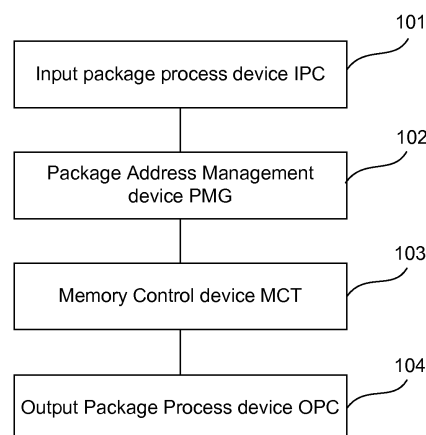 101
Input package process device IPC
102
Package Address Management
device PMG
103
Memory Control device MCT
104
Output Package Process device OPC